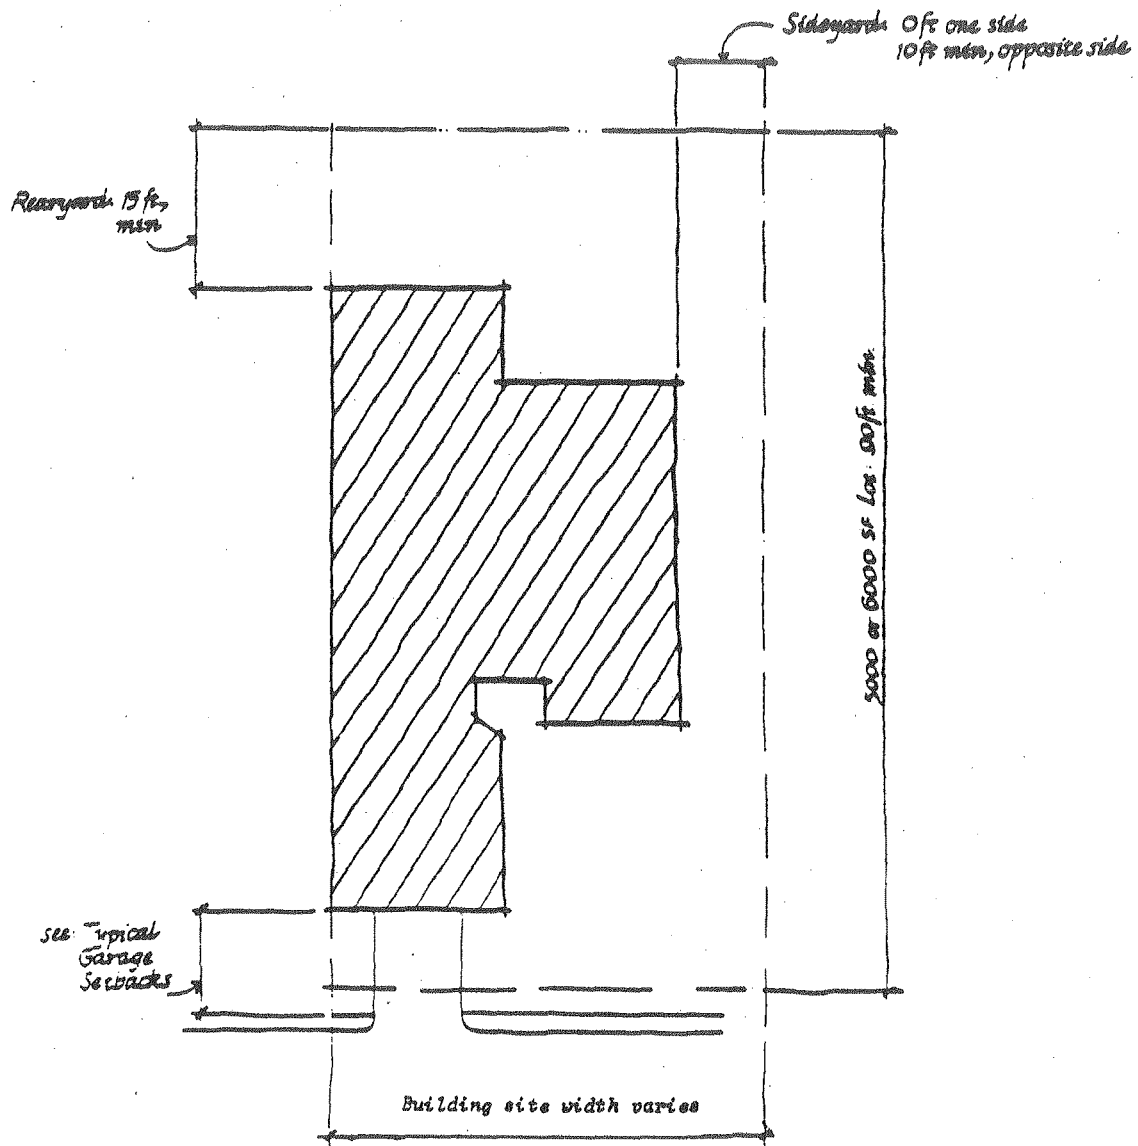 Sideyard: 0ft one side
10ft min, opposite side
Rearyard: 15 ft,
min
5000 or 6000 SF Lot: 90ft min.
see: Typical
Garage
Setbacks
Building site width varies